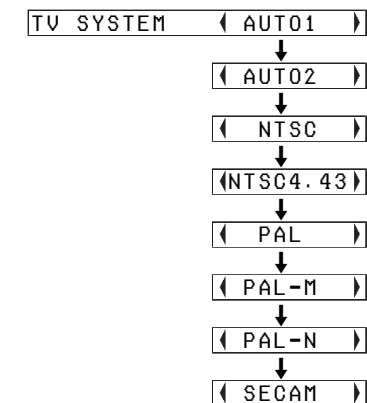 TV SYSTEM AUTO1
AUTO2
NTSC
NTSC4.43
PAL
PAL-M
PAL-N
SECAM